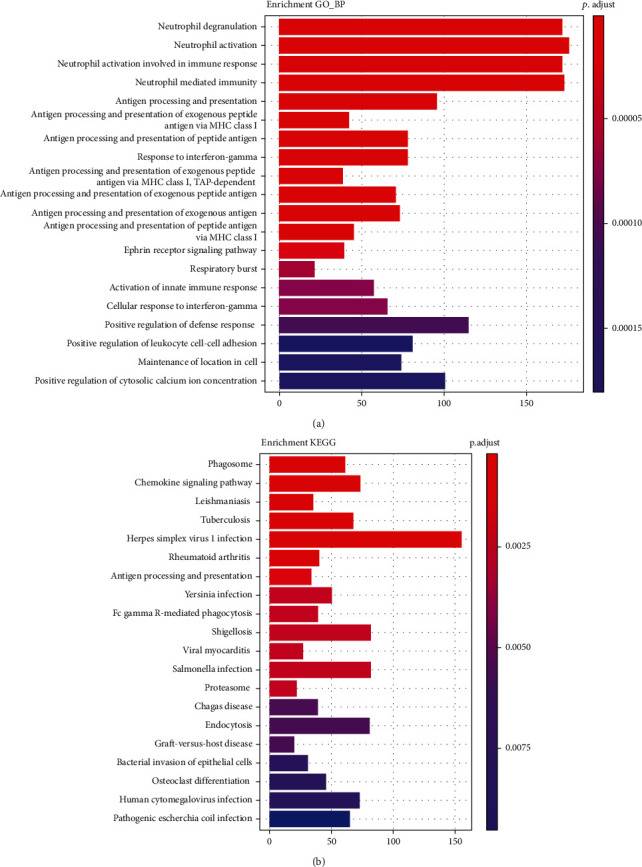 Enrichment GO_BP
p. adjust
Neutrophil degranulation
Neutrophil activation
Neutrophil activation involved in immune response
Neutrophil mediated immunity
Antigen processing and presentation
Antigen processing and presentation of exogenous peptide
antigen via MHC class I
Antigen processing and presentation of peptide antigen
Response to interferon-gamma
Antigen processing and presentation of exogenous peptide
antigen via MHC class I, TAP-dependent
Antigen processing and presentation of exogenous peptide antigen
Antigen processing and presentation of exogenous antigen
Antigen processing and presentation of peptide antigen
via MHC class I
Ephrin receptor signaling pathway
Respiratory burst
Activation of innate immune response
Cellular response to interferon-gamma
Positive regulation of defense response
Positive regulation of leukocyte cell-cell adhesion
Maintenance of location in cell
Positive regulation of cytosolic calcium ion concentration
0 50 100 150
0.00005
0.00010
0.00015
(a)
Enrichment KEGG
p.adjust
Phagosome
Chemokine signaling pathway
Leishmaniasis
Tuberculosis
Herpes simplex virus 1 infection
Rheumatoid arthritis
Antigen processing and presentation
Yersinia infection
Fc gamma R-mediated phagocytosis
Shigellosis
Viral myocarditis
Salmonella infection
Proteasome
Chagas disease
Endocytosis
Graft-versus-host disease
Bacterial invasion of epithelial cells
Osteoclast differentiation
Human cytomegalovirus infection
Pathogenic escherchia coil infection
0 50 100 150
0.0025
0.0050
0.0075
(b)